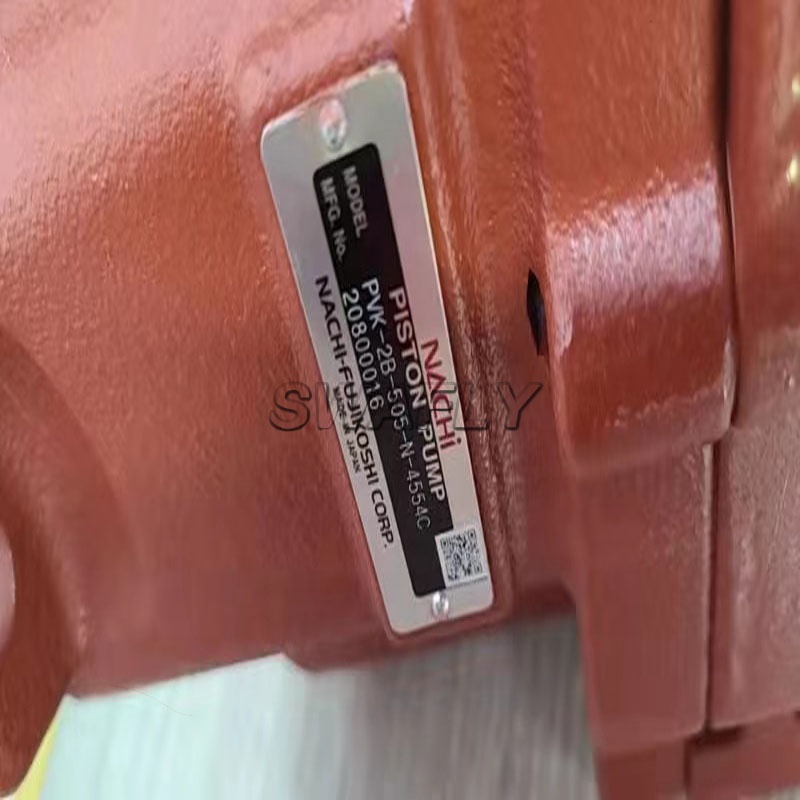 NACHi
PISTON PUMP
MODEL PVK-2B-505-N-4554C
MFG. No. 20800016
NACHI-FUJIKOSHI CORP.
MADE IN JAPAN